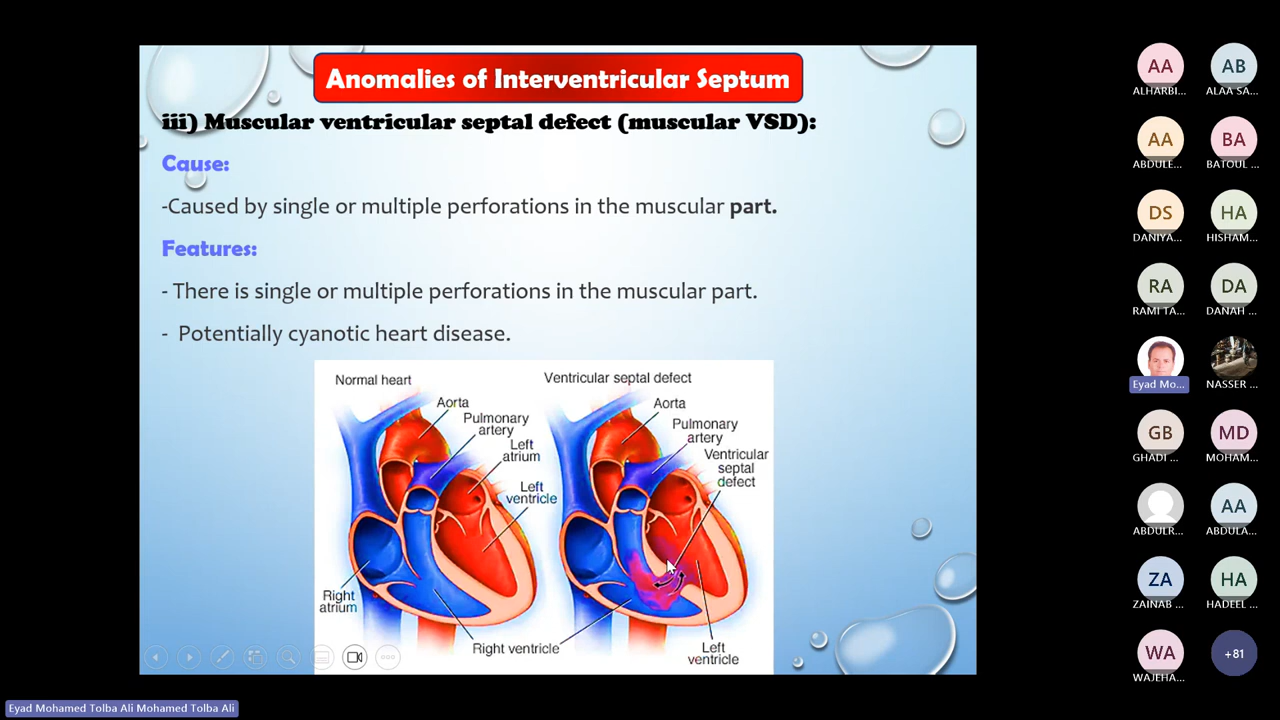 Anomalies of Interventricular Septum
iii) Muscular ventricular septal defect (muscular VSD):
Cause:
-Caused by single or multiple perforations in the muscular part.
Features:
- There is single or multiple perforations in the muscular part.
- Potentially cyanotic heart disease.
Normal heart
Aorta
Pulmonary
artery
Left
atrium
Left
ventricle
Right
atrium
Right ventricle
Ventricular septal defect
Aorta
Pulmonary
artery
Ventricular
septal
defect
Left
ventricle
AA
ALHARBI...
AB
ALAA SA...
AA
ABDULE...
BA
BATOUL ...
DS
DANIYA...
HA
HISHAM...
RA
RAMI TA...
DA
DANAH ...
Eyad Mo...
NASSER ...
GB
GHADI ...
MD
MOHAM...
ABDULR...
AA
ABDULA...
ZA
ZAINAB ...
HA
HADEEL ...
WA
WAJEHA...
+81
Eyad Mohamed Tolba Ali Mohamed Tolba Ali